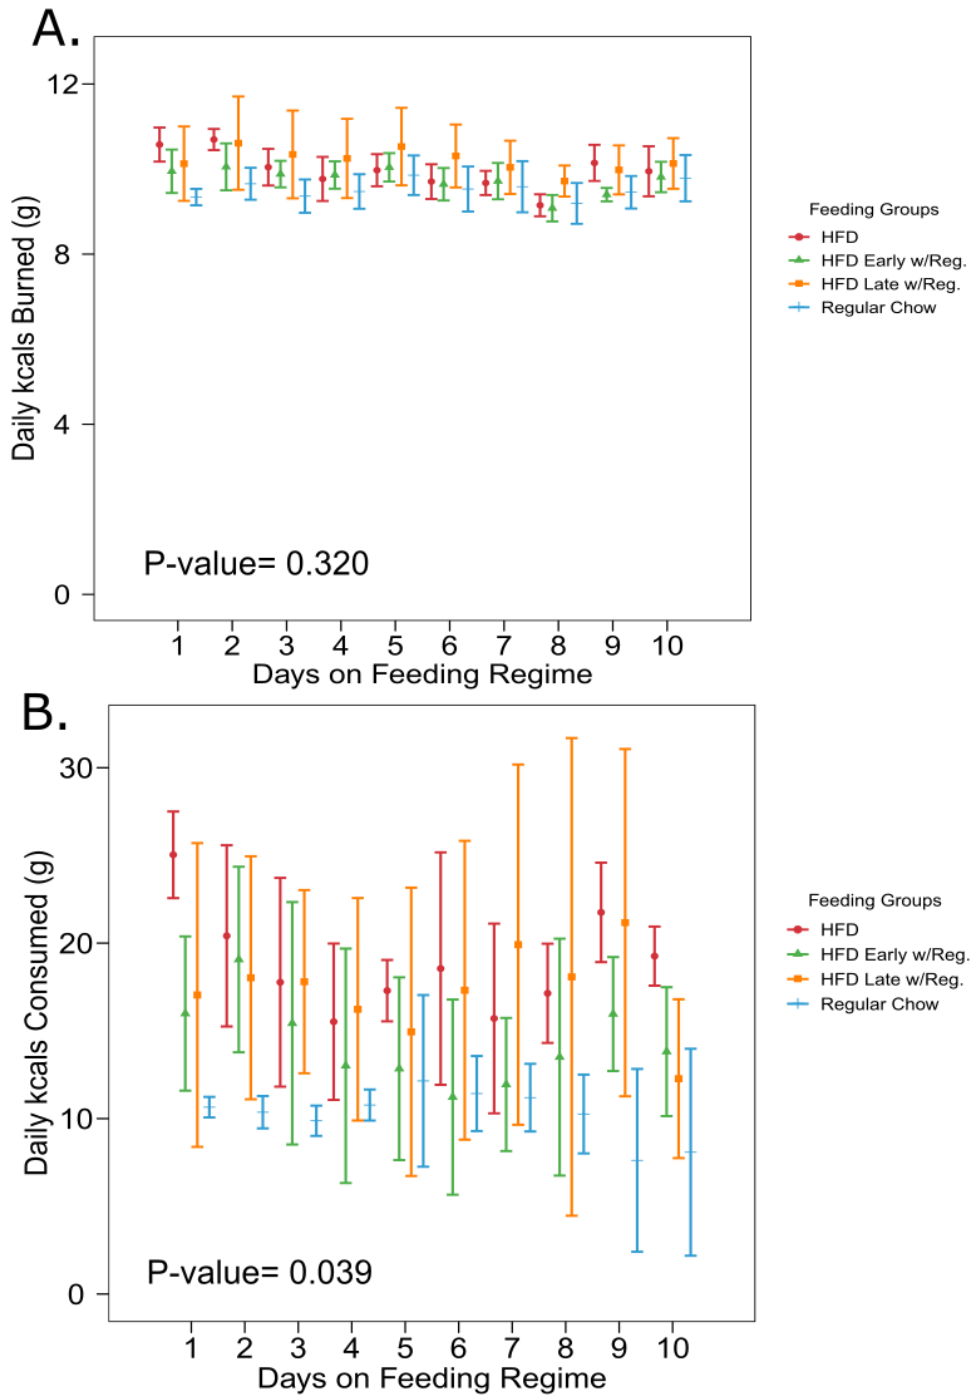 A.
Daily kcals Burned (g)
12
8
4
0
P-value= 0.320
1 2 3 4 5 6 7 8 9 10
Days on Feeding Regime
Feeding Groups
HFD
HFD Early w/Reg.
HFD Late w/Reg.
Regular Chow
B.
Daily kcals Consumed (g)
30
20
10
0
P-value= 0.039
1 2 3 4 5 6 7 8 9 10
Days on Feeding Regime
Feeding Groups
HFD
HFD Early w/Reg.
HFD Late w/Reg.
Regular Chow